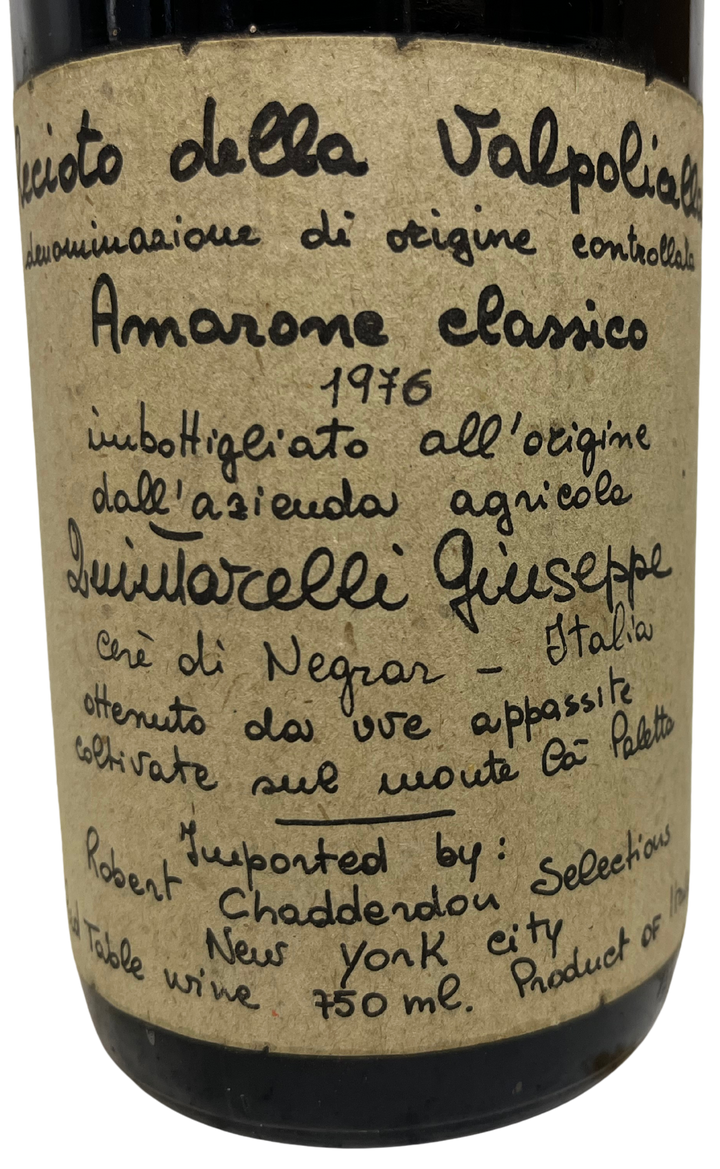 Recioto della Valpolicella
denominazione di origine controllata
Amarone classico
1976
imbottigliato all'origine
dall'azienda agricola
Quintarelli Giuseppe
cerè di Negrar - Italia
ottenuto da uve appassite
coltivate sul monte Cà Paletta
Imported by:
Robert Chadderdon Selections
New York city
Red Table wine 750 ml. Product of Italy